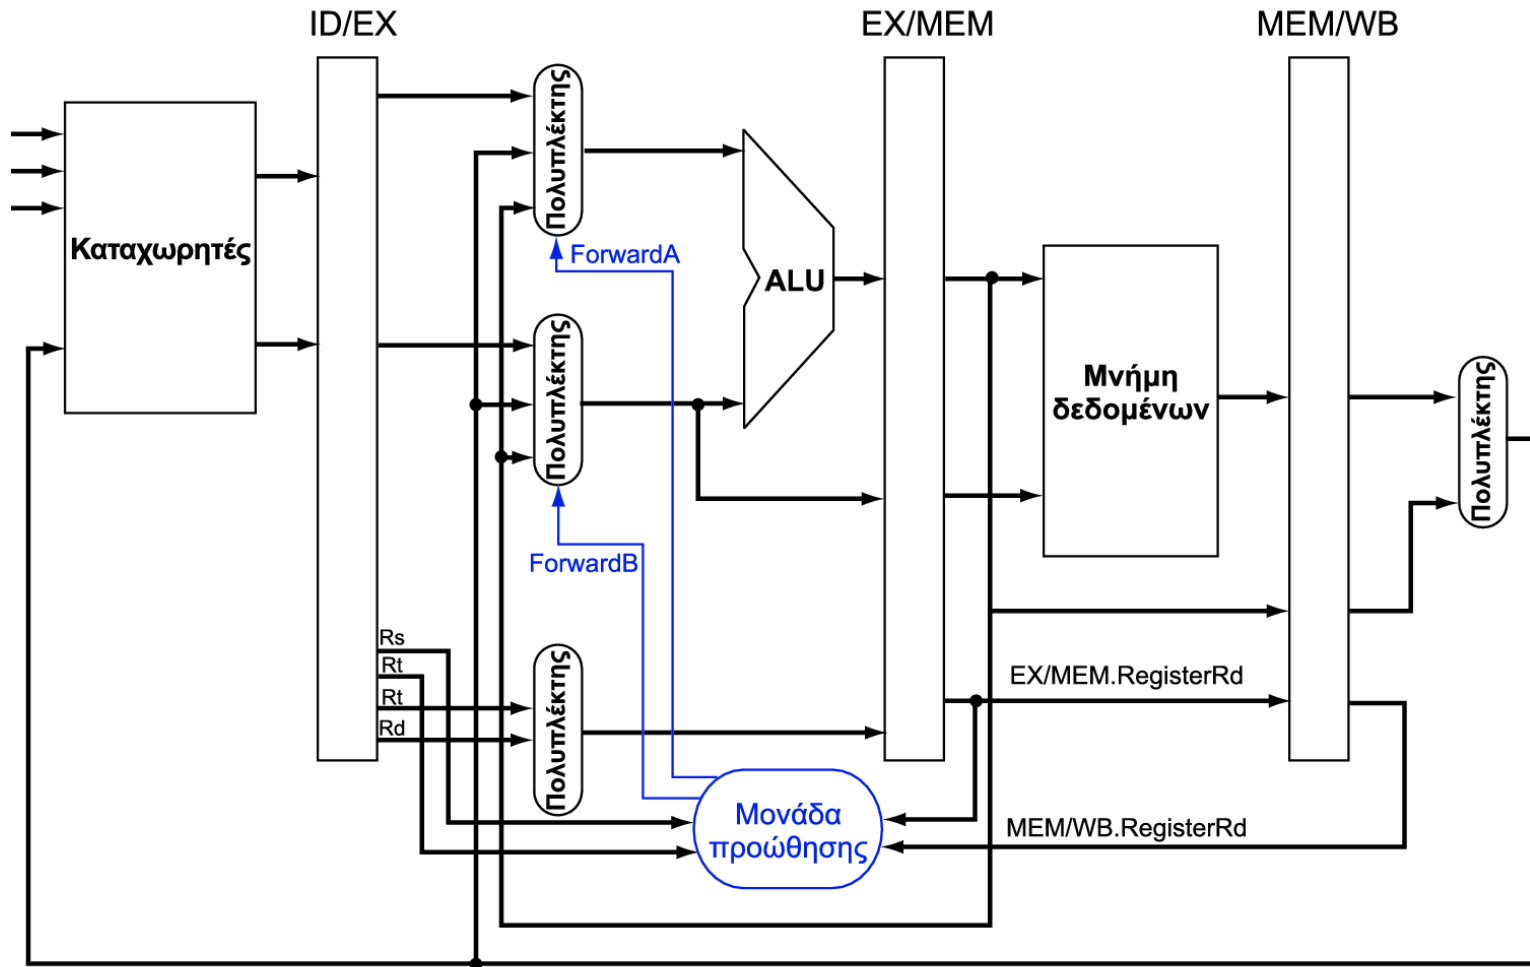 ID/EX
EX/MEM
MEM/WB
Πολυπλέκτης
Καταχωρητές
ForwardA
ALU
Πολυπλέκτης
Μνήμη
δεδομένων
Πολυπλέκτης
ForwardB
Rs
Rt
Rt
Rd
Πολυπλέκτης
EX/MEM.RegisterRd
Μονάδα
προώθησης
MEM/WB.RegisterRd